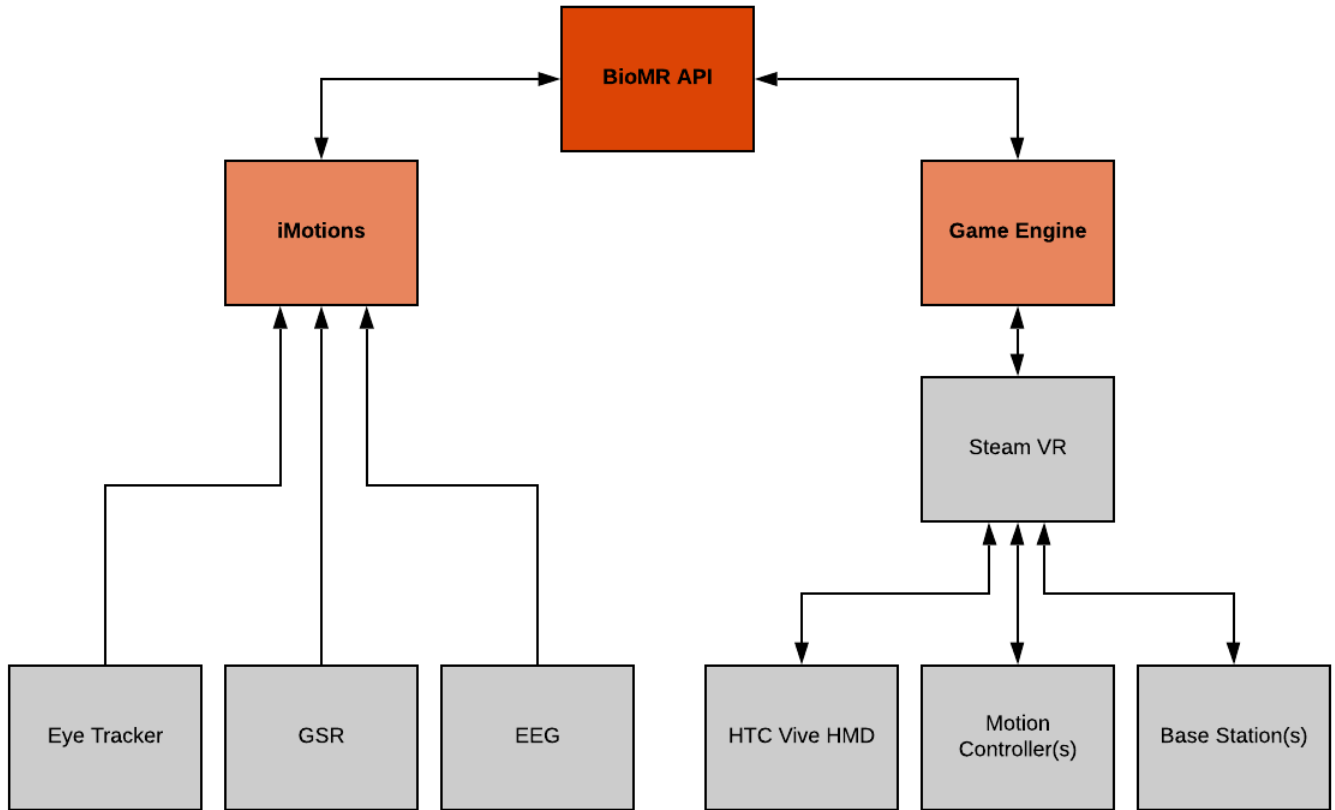 BioMR API
iMotions
Game Engine
Steam VR
Eye Tracker
GSR
EEG
HTC Vive HMD
Motion
Controller(s)
Base Station(s)